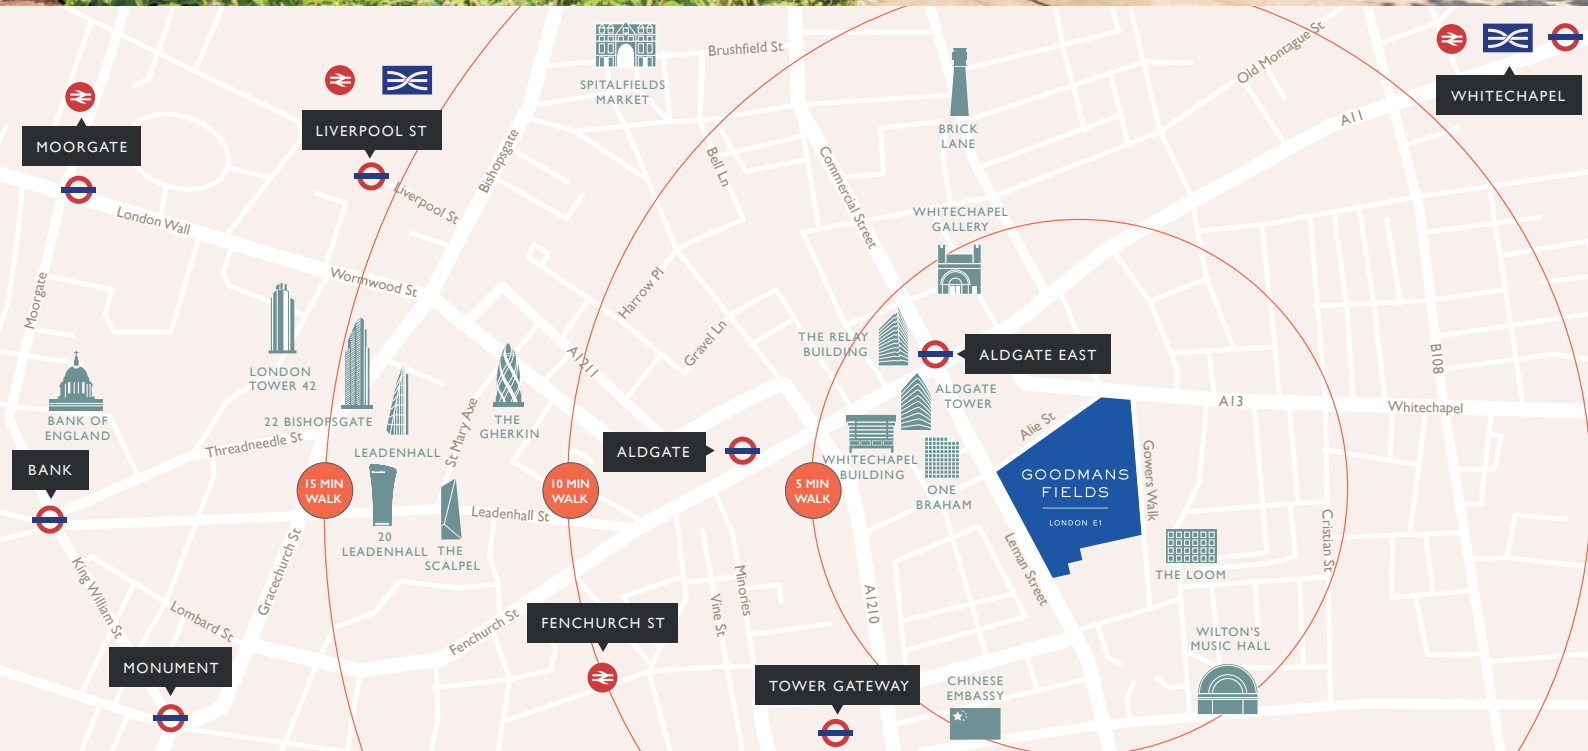 SPITALFIELDS
MARKET
Brushfield St
Old Montague St
WHITECHAPEL
MOORGATE
LIVERPOOL ST
Bishopsgate
Bell Ln
BRICK
LANE
A11
Commercial Street
Liverpool St
London Wall
WHITECHAPEL
GALLERY
Wormwood St
Moorgate
Harrow Pl
Gravel Ln
A1211
THE RELAY
BUILDING
ALDGATE EAST
B108
LONDON
TOWER 42
22 BISHOPSGATE
BANK OF
ENGLAND
THE
GHERKIN
St Mary Axe
ALDGATE
TOWER
A13
Whitechapel
Alie St
Threadneedle St
LEADENHALL
ALDGATE
WHITECHAPEL
BUILDING
BANK
15 MIN
WALK
10 MIN
WALK
5 MIN
WALK
ONE
BRAHAM
GOODMANS
FIELDS
LONDON E1
Gowers Walk
Leadenhall St
20
LEADENHALL
THE
SCALPEL
Cristian St
THE LOOM
Leman Street
Gracechurch St
King William St
Lombard St
Fenchurch St
FENCHURCH ST
Minories
Vine St
A1210
WILTON'S
MUSIC HALL
MONUMENT
TOWER GATEWAY
CHINESE
EMBASSY